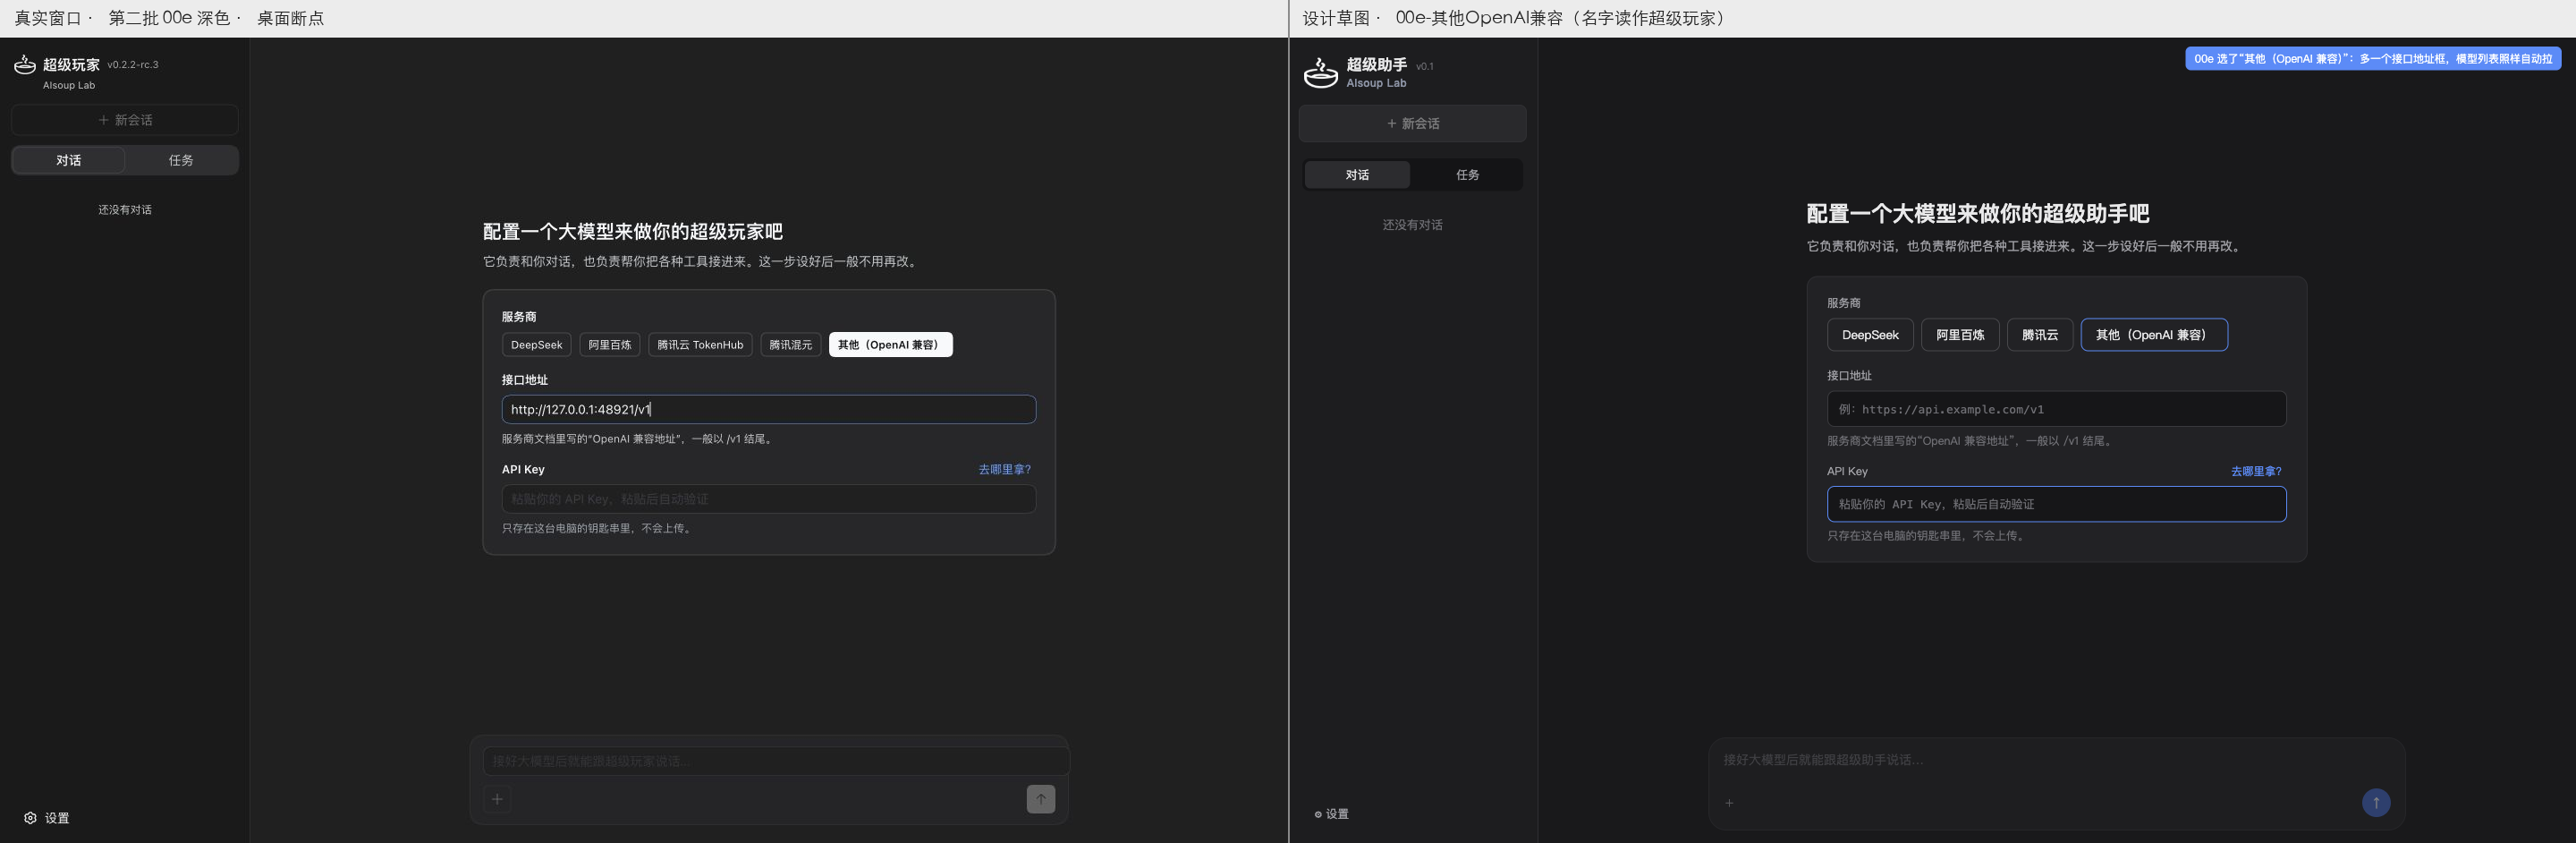 真实窗口 · 第二批 00e 深色 · 桌面断点
超级玩家 v0.2.2-rc.3
AIsoup Lab
+ 新会话
对话 任务
还没有对话
配置一个大模型来做你的超级玩家吧
它负责和你对话，也负责帮你把各种工具接进来。这一步设好后一般不用再改。
服务商
DeepSeek 阿里百炼 腾讯云 TokenHub 腾讯混元 其他（OpenAI 兼容）
接口地址
http://127.0.0.1:48921/v1
服务商文档里写的“OpenAI 兼容地址”，一般以 /v1 结尾。
API Key 去哪里拿?
粘贴你的 API Key，粘贴后自动验证
只存在这台电脑的钥匙串里，不会上传。
接好大模型后就能跟超级玩家说话...
+ ↑
设置
设计草图 · 00e-其他OpenAI兼容（名字读作超级玩家）
00e 选了“其他（OpenAI 兼容）”：多一个接口地址框，模型列表照样自动拉
超级助手 v0.1
AIsoup Lab
+ 新会话
对话 任务
还没有对话
配置一个大模型来做你的超级助手吧
它负责和你对话，也负责帮你把各种工具接进来。这一步设好后一般不用再改。
服务商
DeepSeek 阿里百炼 腾讯云 其他（OpenAI 兼容）
接口地址
例：https://api.example.com/v1
服务商文档里写的“OpenAI 兼容地址”，一般以 /v1 结尾。
API Key 去哪里拿?
粘贴你的 API Key，粘贴后自动验证
只存在这台电脑的钥匙串里，不会上传。
接好大模型后就能跟超级助手说话...
+ ↑
设置